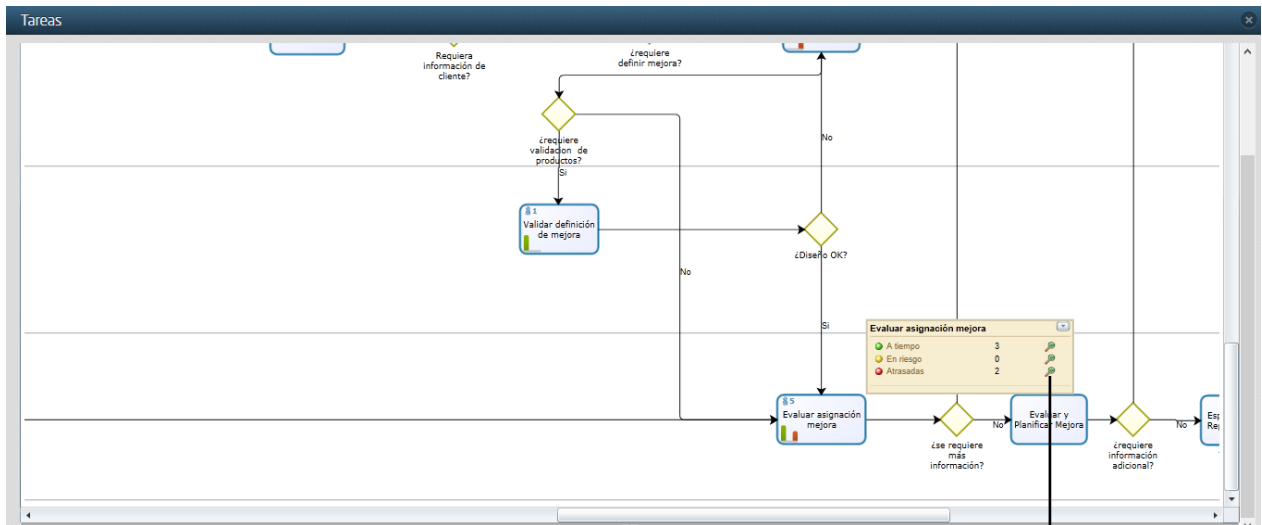 Tareas
Requiera
información de
cliente?
¿requiere
definir mejora?
¿requiere
validacion de
productos?
No
Si
1
Validar definición
de mejora
¿Diseño OK?
No
Si
Evaluar asignación mejora
A tiempo 3
En riesgo 0
Atrasadas 2
5
Evaluar asignación
mejora
¿se requiere
más
información?
No
Evaluar y
Planificar Mejora
¿requiere
información
adicional?
No
Esp
Re